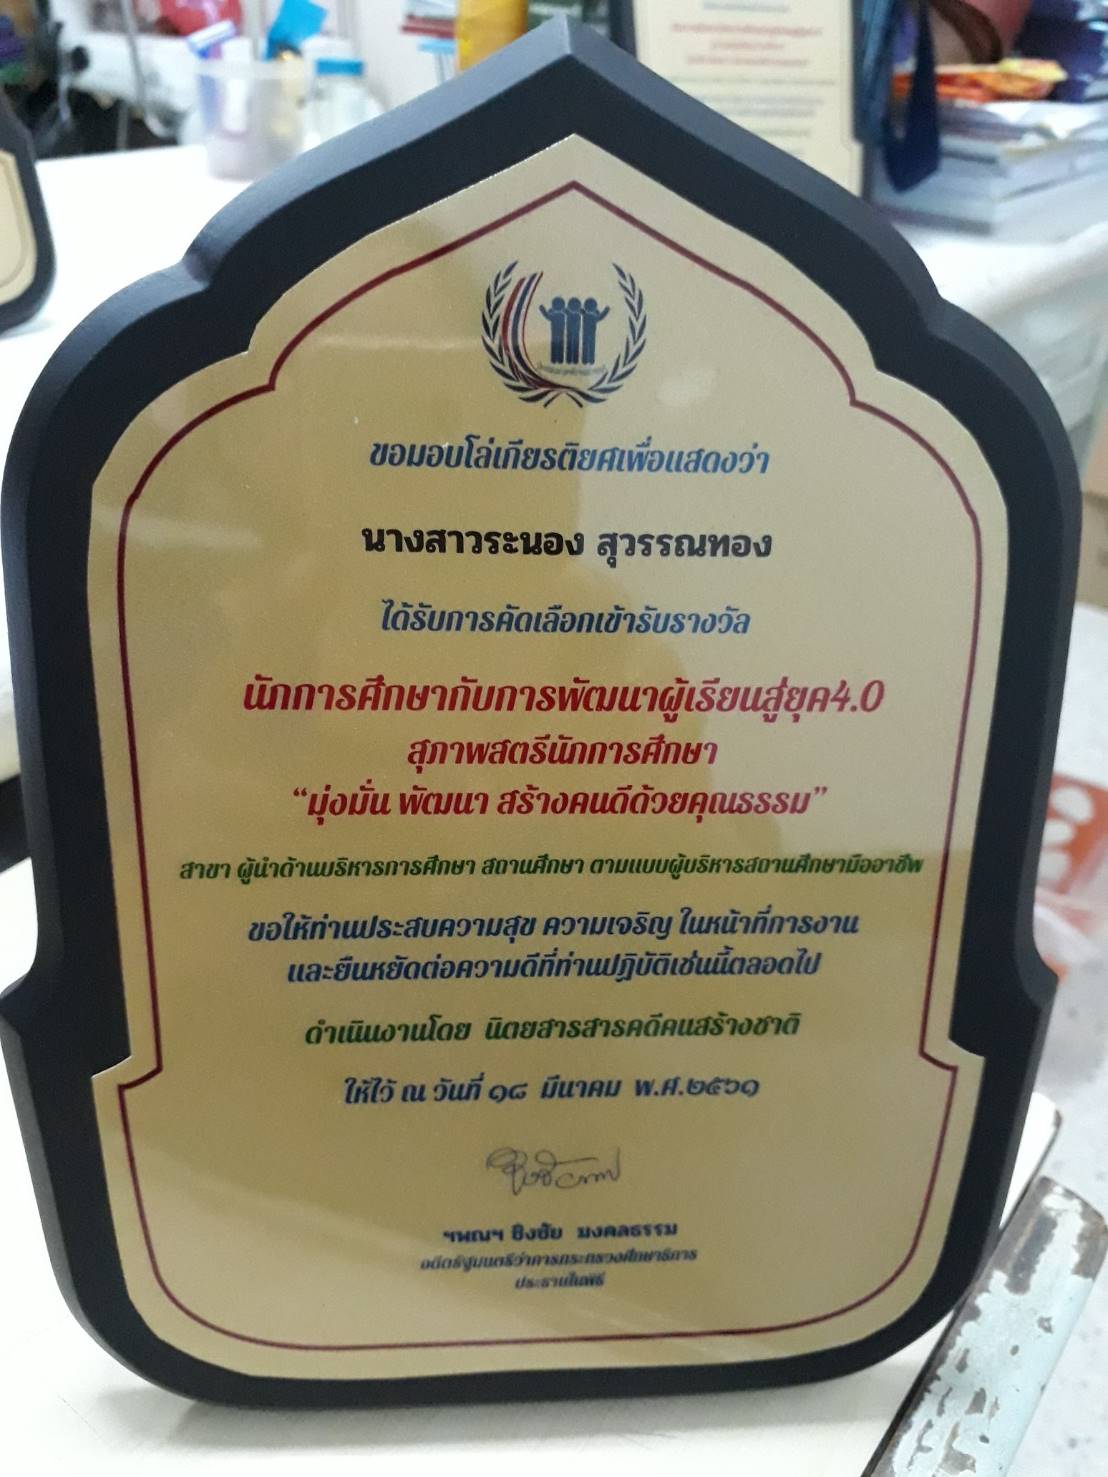 ขอมอบโล่เกียรติยศเพื่อแสดงว่า
นางสาวระนอง สุวรรณทอง
ได้รับการคัดเลือกเข้ารับรางวัล
นักการศึกษากับการพัฒนาผู้เรียนสู่ยุค4.0
สุภาพสตรีนักการศึกษา
“มุ่งมั่น พัฒนา สร้างคนดีด้วยคุณธรรม”
สาขา ผู้นำด้านบริหารการศึกษา สถานศึกษา ตามแบบผู้บริหารสถานศึกษามืออาชีพ
ขอให้ท่านประสบความสุข ความเจริญ ในหน้าที่การงาน
และยืนหยัดต่อความดีที่ท่านปฏิบัติเช่นนี้ตลอดไป
ดำเนินงานโดย นิตยสารสารคดีคนสร้างชาติ
ให้ไว้ ณ วันที่ ๑๘ มีนาคม พ.ศ.๒๕๖๑
ฯพณฯ ชิงชัย มงคลธรรม
อดีตรัฐมนตรีว่าการกระทรวงศึกษาธิการ
ประธานในพิธี